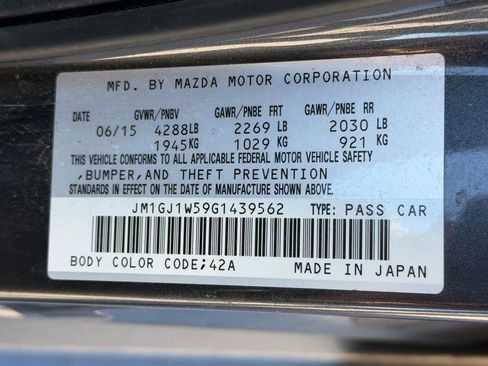 MFD. BY MAZDA MOTOR CORPORATION
DATE GVWR/PNBV GAWR/PNBE FRT GAWR/PNBE RR
06/15 4288LB 2269 LB 2030 LB
1945KG 1029 KG 921 KG
THIS VEHICLE CONFORMS TO ALL APPLICABLE FEDERAL MOTOR VEHICLE SAFETY
,BUMPER,AND THEFT PREVENTION
STANDARDS IN EFFECT ON THE DATE OF MANUFACTURE SHOWN ABOVE.
JM1GJ1W59G1439562 TYPE: PASS CAR
BODY COLOR CODE;42A MADE IN JAPAN